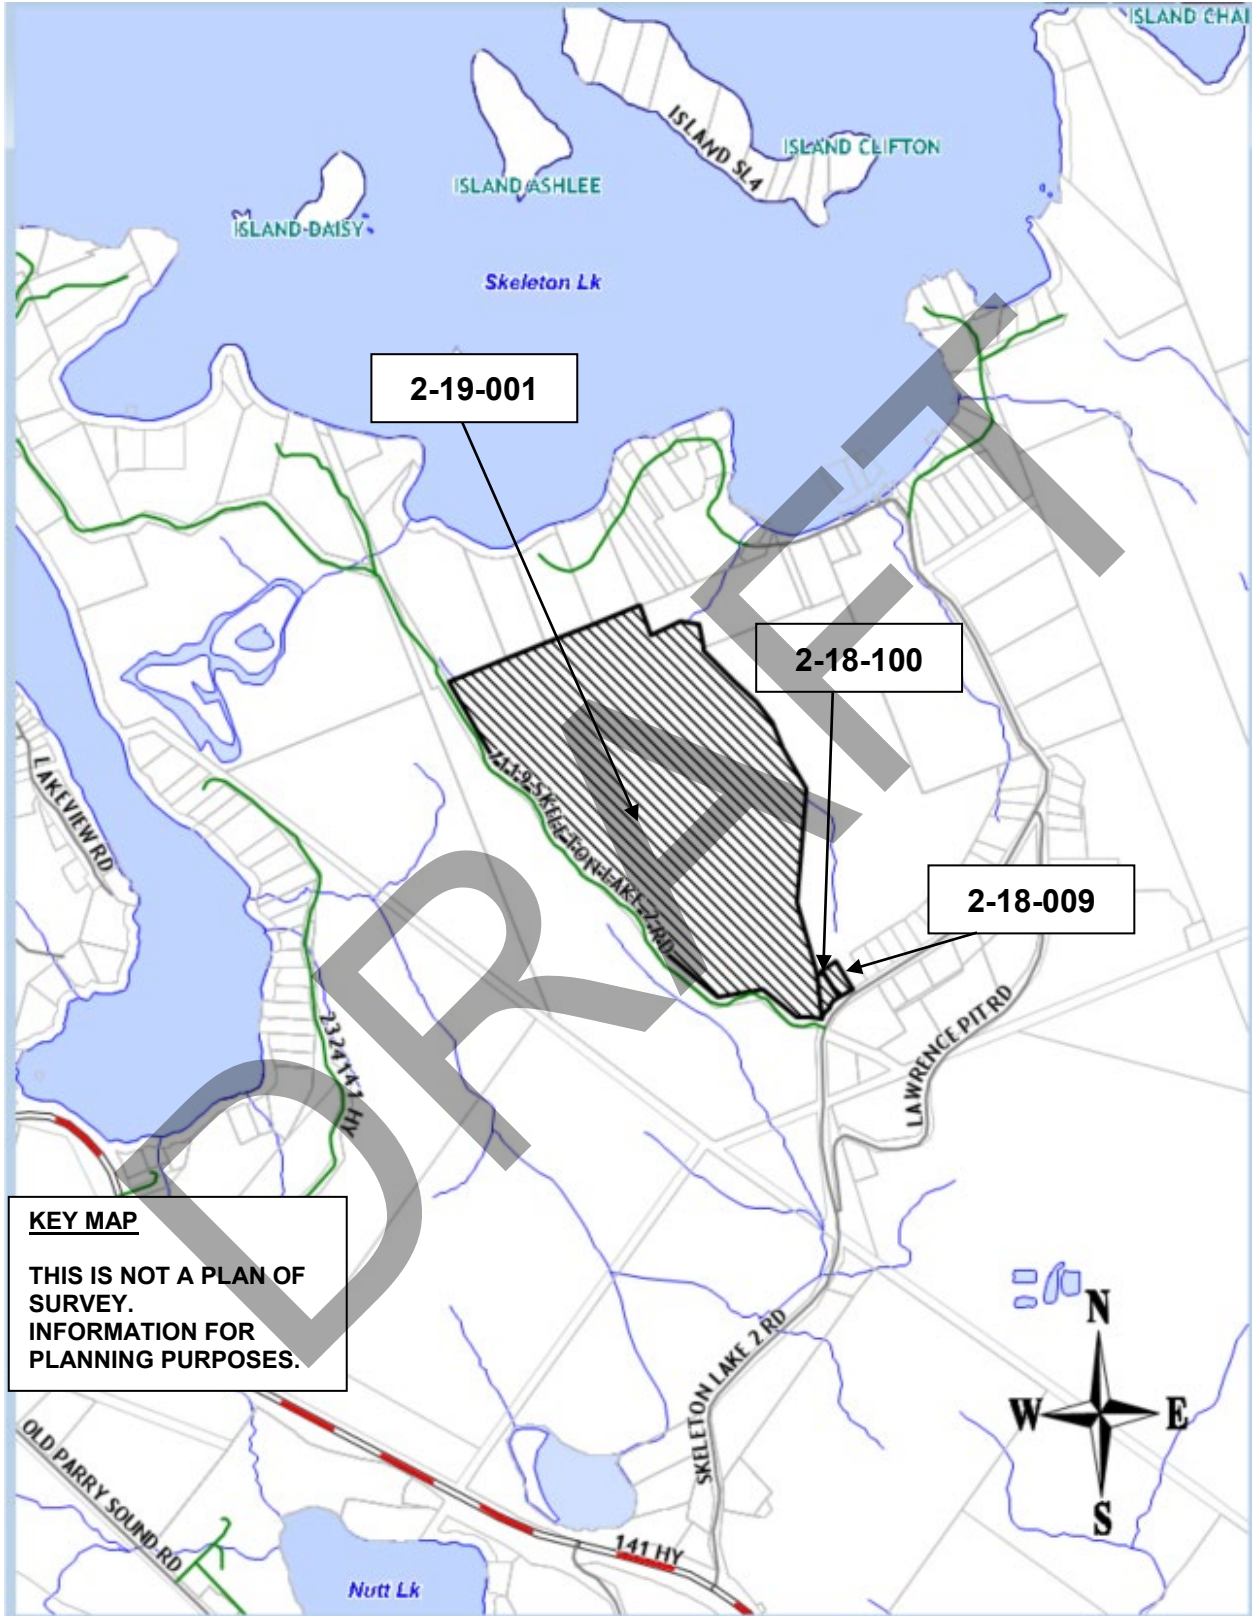 ISLAND CHA
ISLAND SL4
ISLAND CLIFTON
ISLAND ASHLEE
ISLAND DAISY
Skeleton Lk
2-19-001
2-18-100
2-18-009
LAKEVIEW RD
SKELETON LAKE 2 RD
2324 141 HY
LAWRENCE PIT RD
KEY MAP
THIS IS NOT A PLAN OF
SURVEY.
INFORMATION FOR
PLANNING PURPOSES.
DRAFT
SKELETON LAKE 2 RD
N
W
E
S
OLD PARRY SOUND RD
141 HY
Nutt Lk